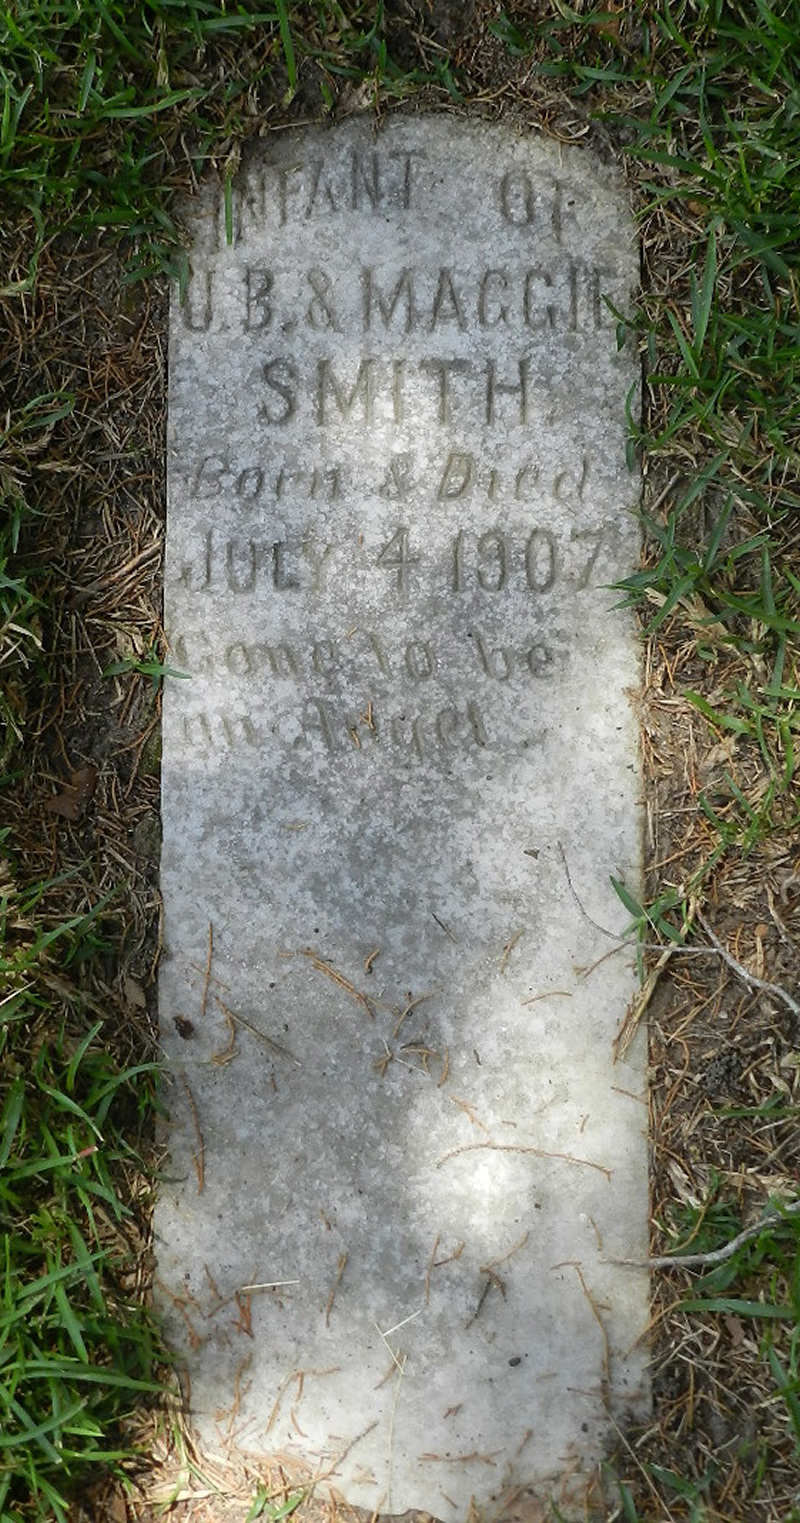 INFANT OF
J.B. & MAGGIE
SMITH.
Born & Died
JULY 4 1907
Gone to be
an Angel.